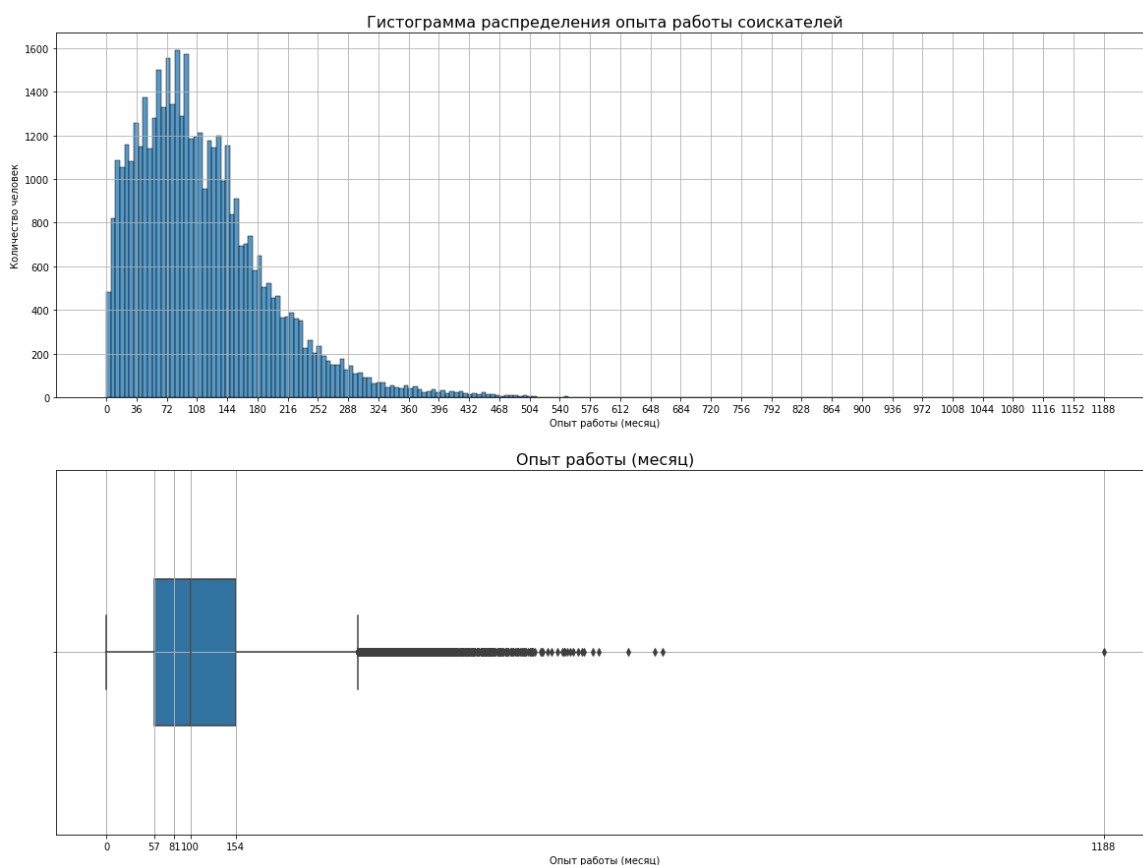 Гистограмма распределения опыта работы соискателей
1600
1400
1200
1000
800
600
400
200
0
Количество человек
0 36 72 108 144 180 216 252 288 324 360 396 432 468 504 540 576 612 648 684 720 756 792 828 864 900 936 972 1008 1044 1080 1116 1152 1188
Опыт работы (месяц)
Опыт работы (месяц)
0 57 81 100 154 1188
Опыт работы (месяц)